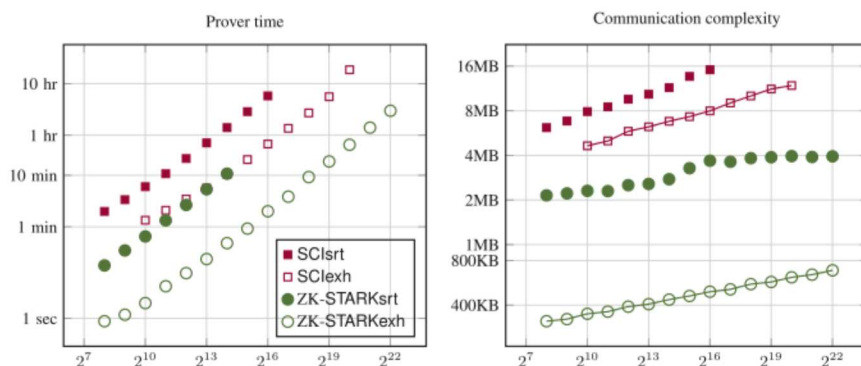 Prover time
10 hr
1 hr
10 min
1 min
1 sec
SCIsrt
SCIexh
ZK-STARKsrt
ZK-STARKexh
2^7 2^10 2^13 2^16 2^19 2^22
Communication complexity
16MB
8MB
4MB
2MB
1MB
800KB
400KB
2^7 2^10 2^13 2^16 2^19 2^22